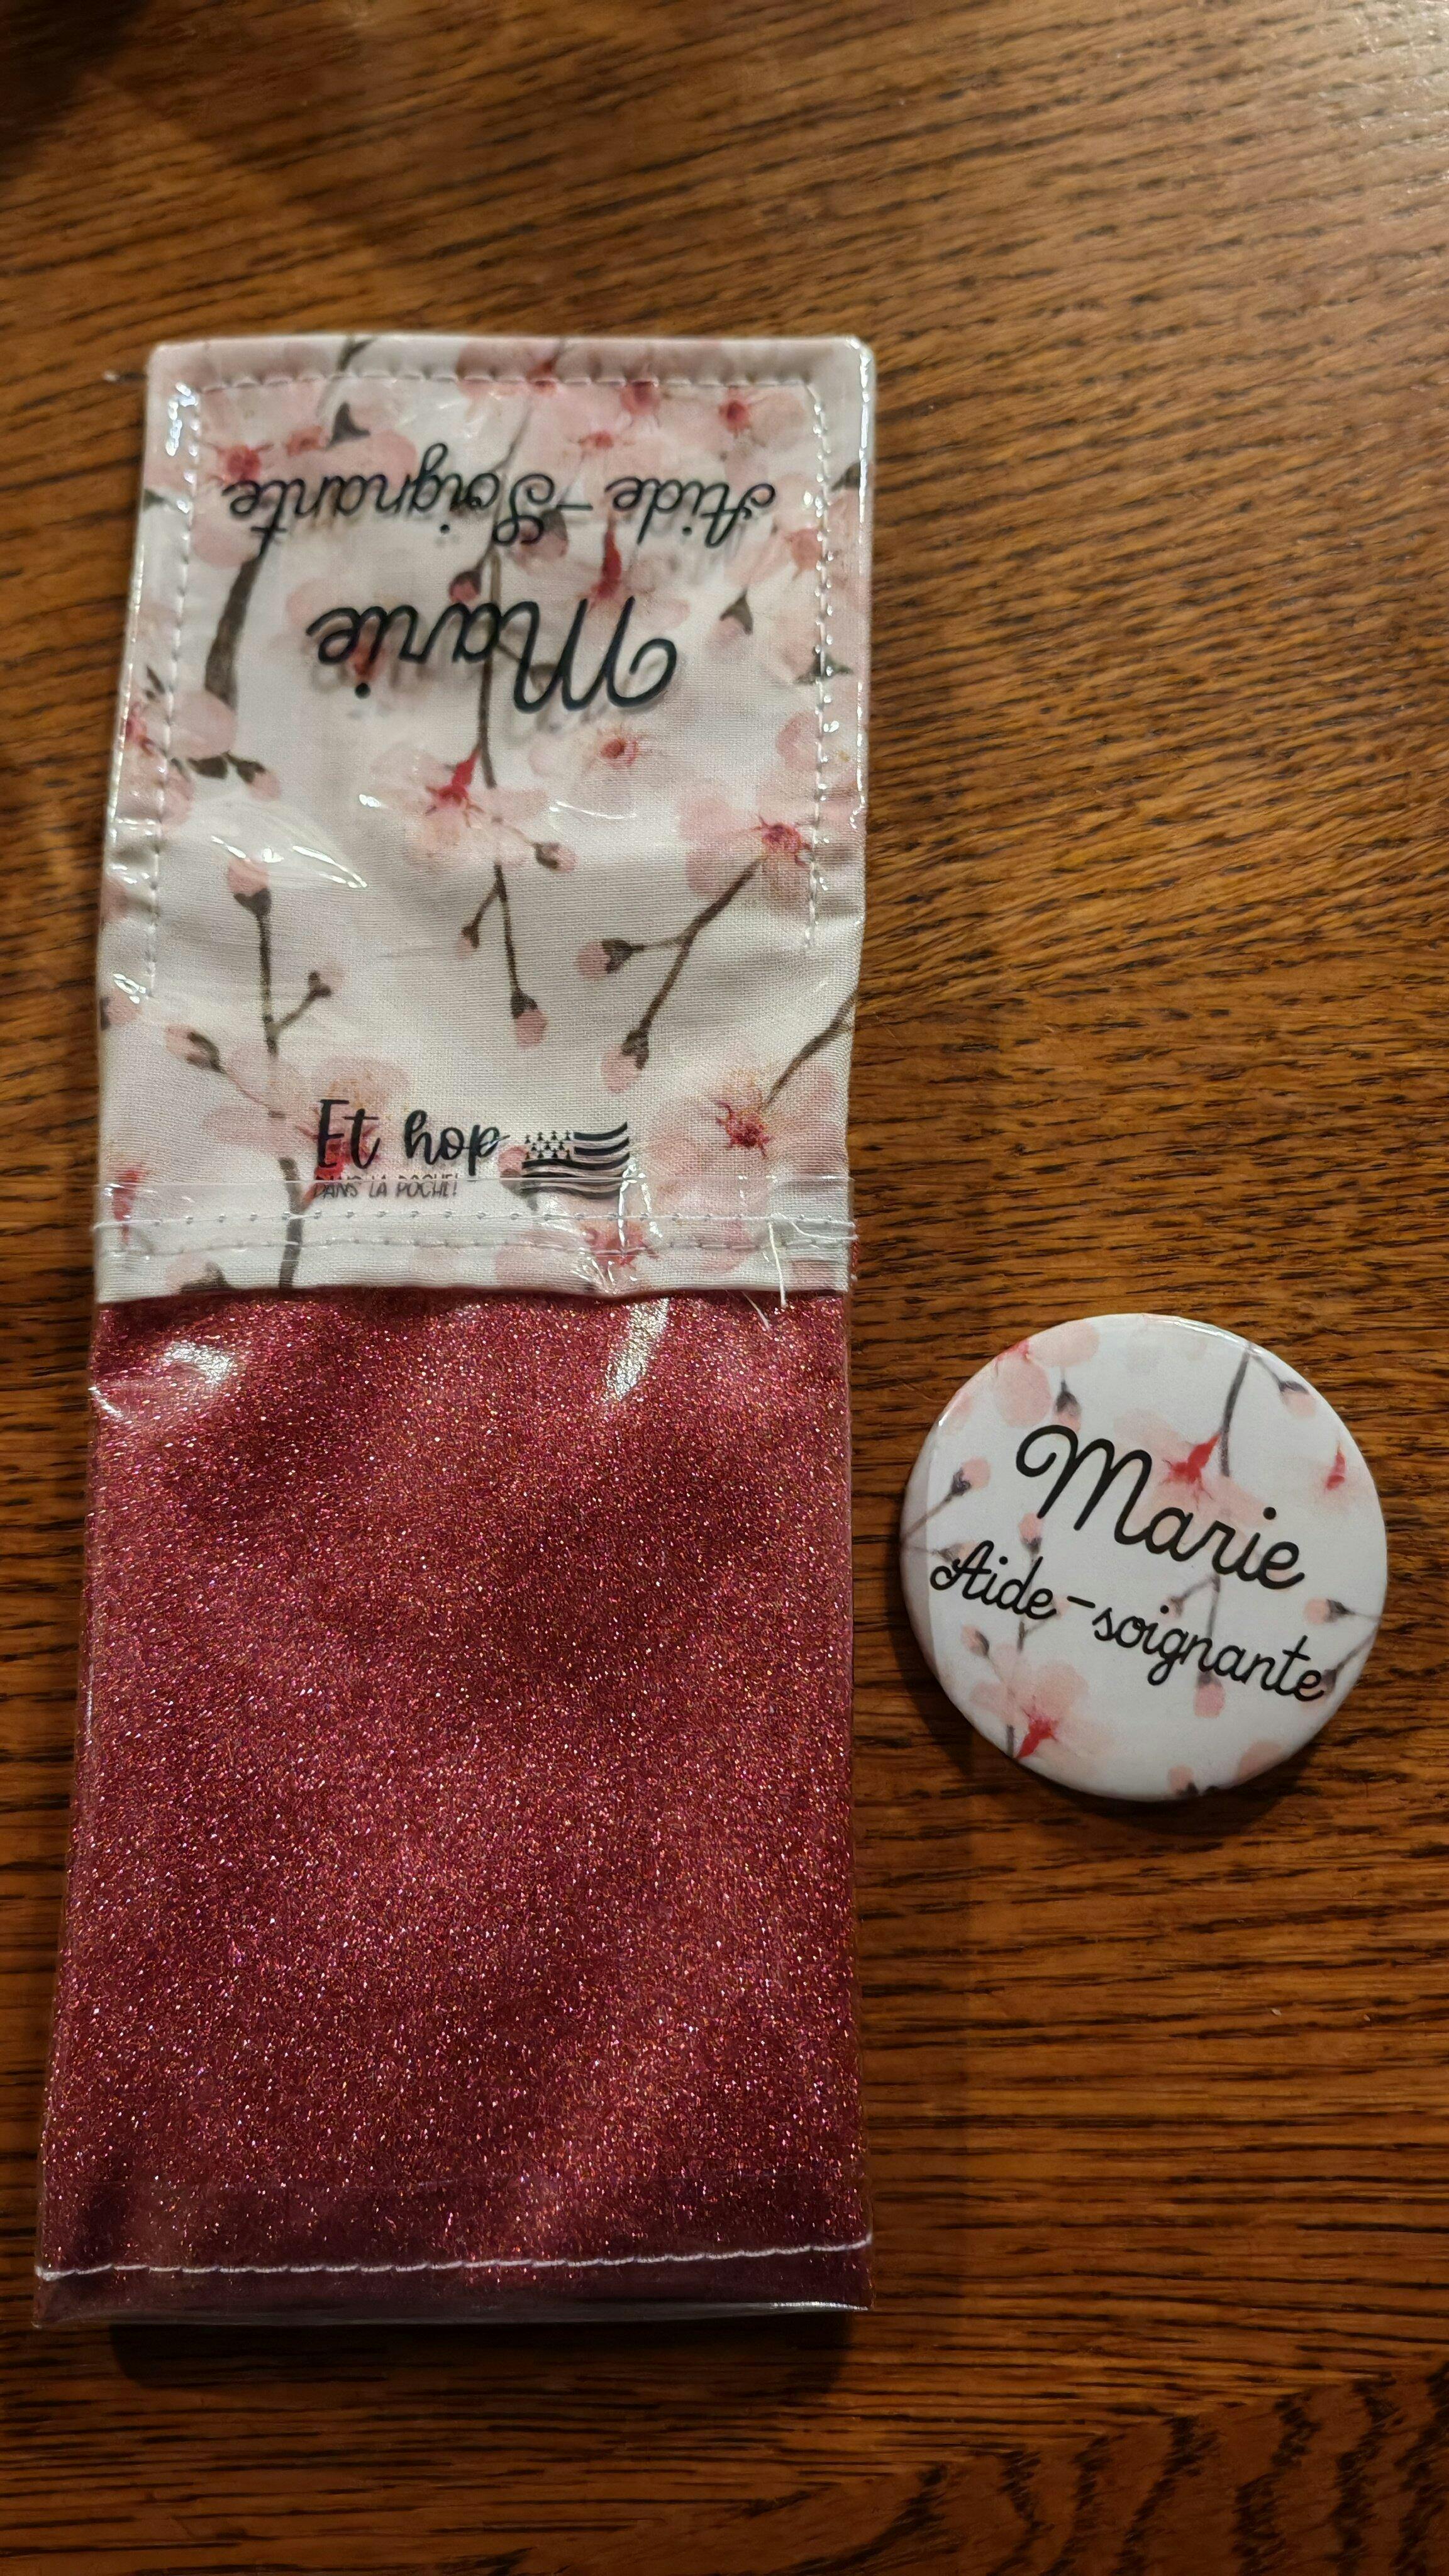 Marie
Aide-Soignante
Et hop
DANS LA POCHE!
Marie
Aide-soignante